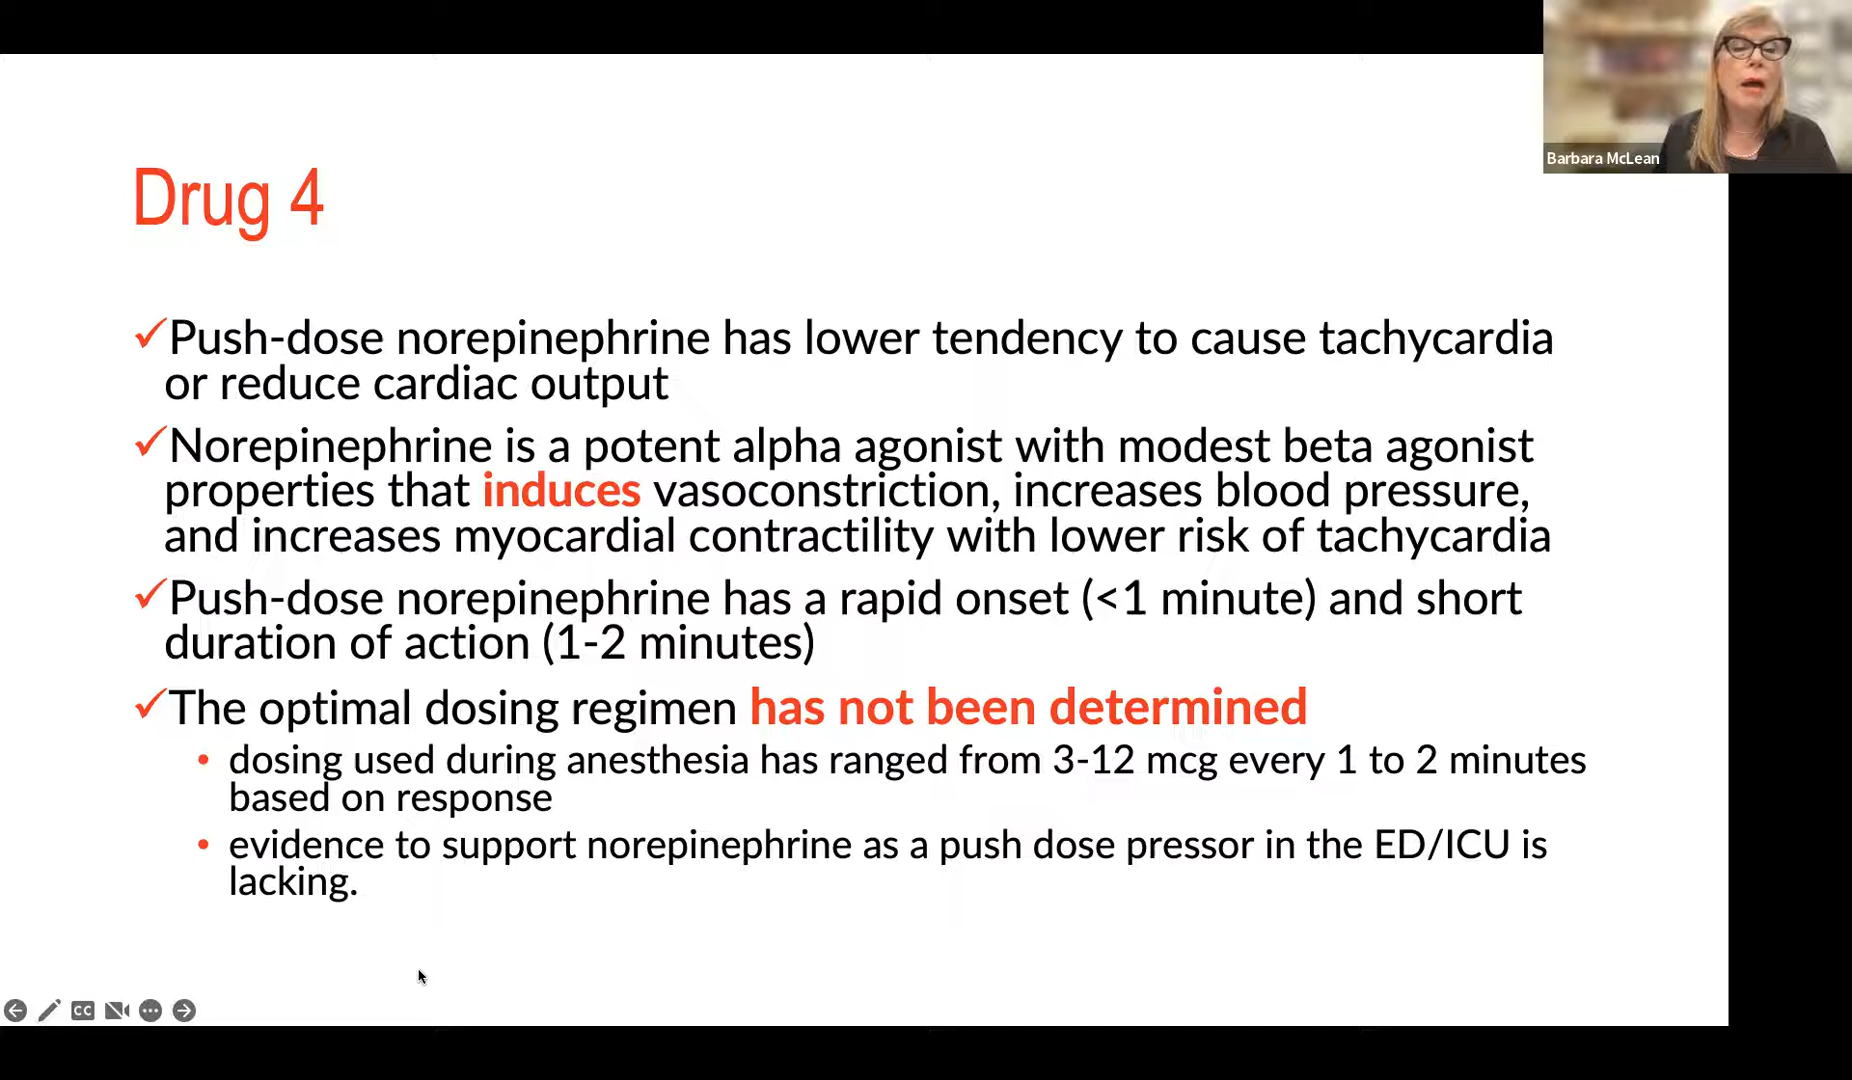 Barbara McLean
Drug 4
✓Push-dose norepinephrine has lower tendency to cause tachycardia
or reduce cardiac output
✓Norepinephrine is a potent alpha agonist with modest beta agonist
properties that induces vasoconstriction, increases blood pressure,
and increases myocardial contractility with lower risk of tachycardia
✓Push-dose norepinephrine has a rapid onset (<1 minute) and short
duration of action (1-2 minutes)
✓The optimal dosing regimen has not been determined
• dosing used during anesthesia has ranged from 3-12 mcg every 1 to 2 minutes
based on response
• evidence to support norepinephrine as a push dose pressor in the ED/ICU is
lacking.
CC